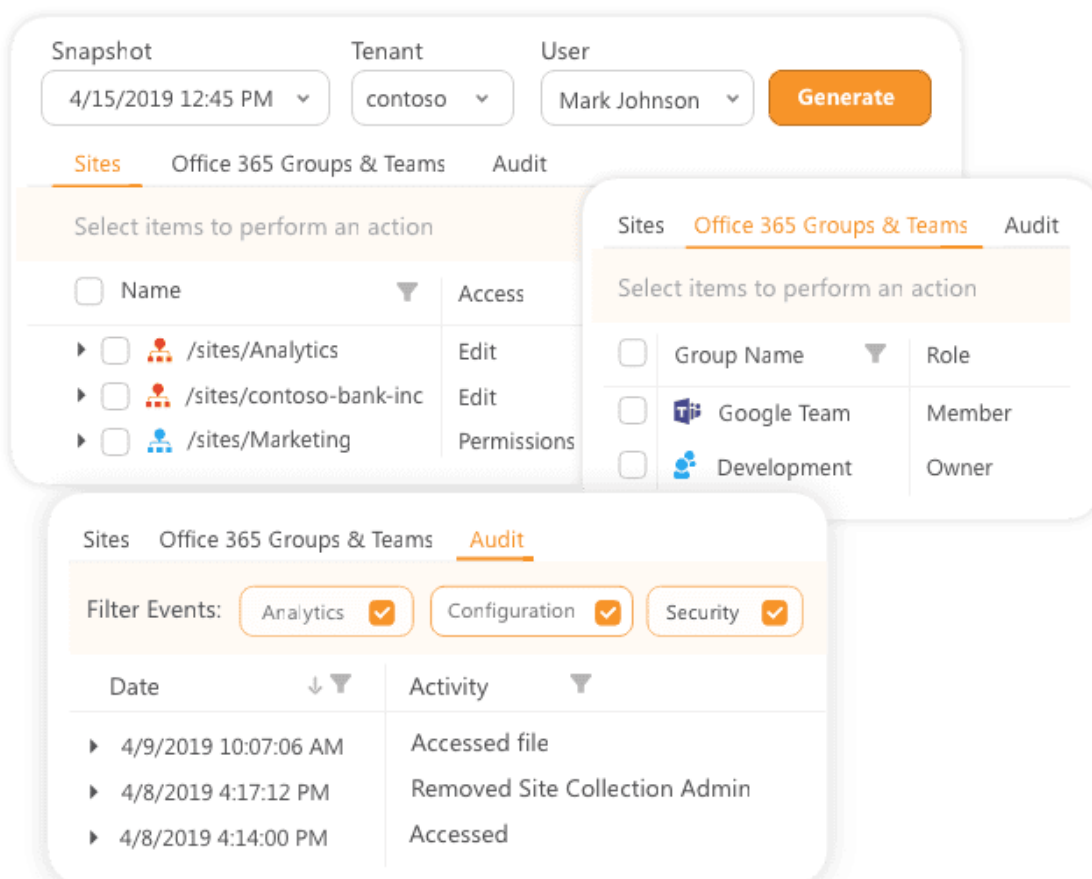 Snapshot Tenant User
4/15/2019 12:45 PM contoso Mark Johnson Generate
Sites Office 365 Groups & Teams Audit
Select items to perform an action
Name Access
/sites/Analytics Edit
/sites/contoso-bank-inc Edit
/sites/Marketing Permissions
Sites Office 365 Groups & Teams Audit
Select items to perform an action
Group Name Role
Google Team Member
Development Owner
Sites Office 365 Groups & Teams Audit
Filter Events: Analytics Configuration Security
Date Activity
4/9/2019 10:07:06 AM Accessed file
4/8/2019 4:17:12 PM Removed Site Collection Admin
4/8/2019 4:14:00 PM Accessed